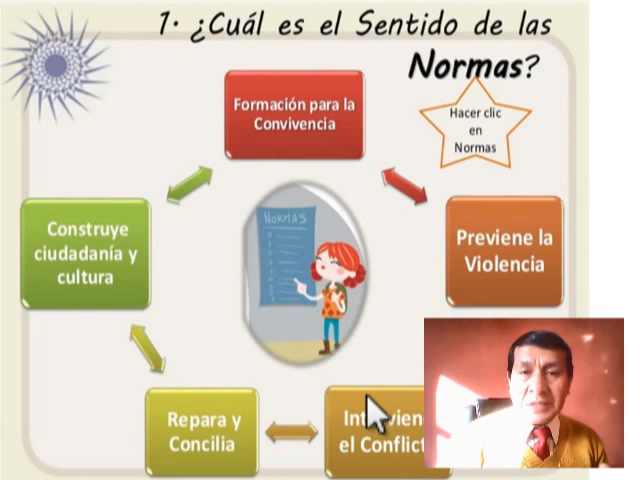 1. ¿Cuál es el Sentido de las
Normas?
Formación para la
Convivencia
Hacer clic
en
Normas
NORMAS
Construye
ciudadanía y
cultura
Previene la
Violencia
Repara y
Concilia
el